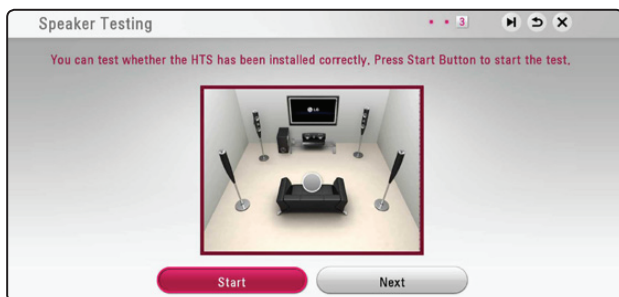 Speaker Testing
3
You can test whether the HTS has been installed correctly. Press Start Button to start the test.
LG
Start
Next